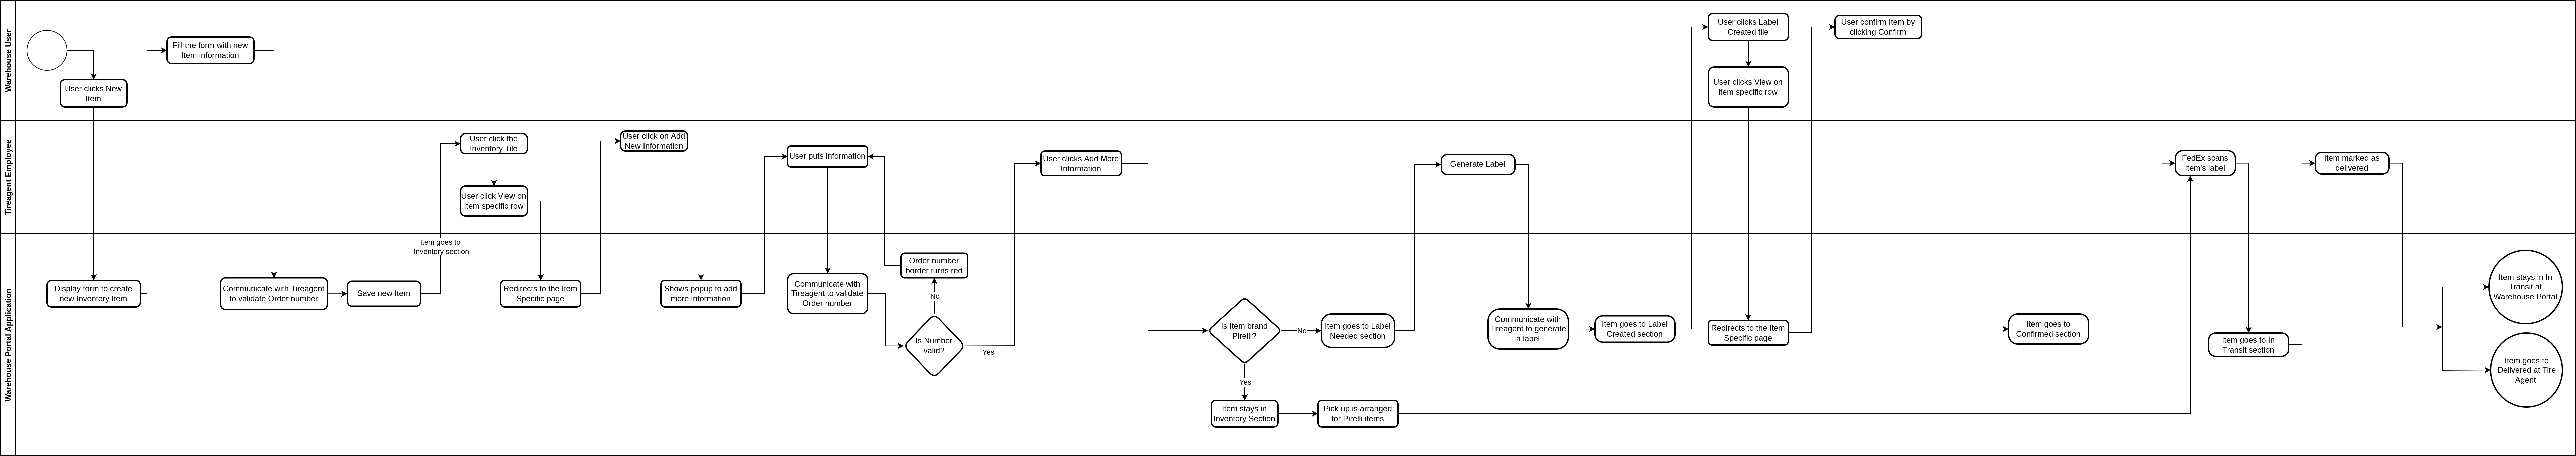 Warehouse User
User clicks New
Item
Fill the form with new
Item information
User clicks Label
Created tile
User clicks View on
item specific row
User confirm Item by
clicking Confirm
Tireagent Employee
User click the
Inventory Tile
User click View on
Item specific row
User click on Add
New Information
User puts information
User clicks Add More
Information
Generate Label
FedEx scans
Item's label
Item marked as
delivered
Warehouse Portal Application
Display form to create
new Inventory Item
Communicate with Tireagent
to validate Order number
Save new Item
Item goes to
Inventory section
Redirects to the Item
Specific page
Shows popup to add
more information
Communicate with
Tireagent to validate
Order number
Order number
border turns red
No
Is Number
valid?
Yes
Is Item brand
Pirelli?
No
Yes
Item goes to Label
Needed section
Item stays in
Inventory Section
Pick up is arranged
for Pirelli items
Communicate with
Tireagent to generate
a label
Item goes to Label
Created section
Redirects to the Item
Specific page
Item goes to
Confirmed section
Item goes to In
Transit section
Item stays in In
Transit at
Warehouse Portal
Item goes to
Delivered at Tire
Agent